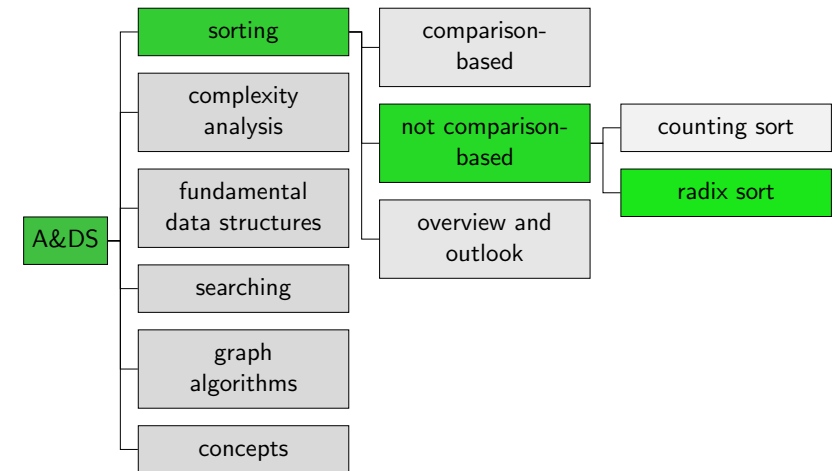 A&DS
sorting
complexity
analysis
fundamental
data structures
searching
graph
algorithms
concepts
comparison-
based
not comparison-
based
overview and
outlook
counting sort
radix sort